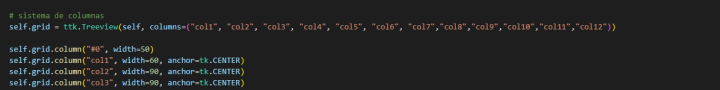 # sistema de columnas
self.grid = ttk.Treeview(self, columns=("col1", "col2", "col3", "col4", "col5", "col6", "col7","col8","col9","col10","col11","col12"))
self.grid.column("#0", width=50)
self.grid.column("col1", width=60, anchor=tk.CENTER)
self.grid.column("col2", width=90, anchor=tk.CENTER)
self.grid.column("col3", width=90, anchor=tk.CENTER)